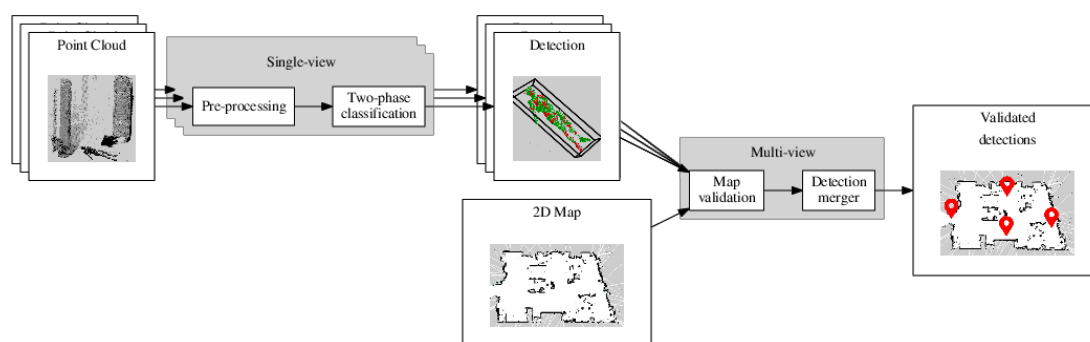 Point Cloud
Single-view
Pre-processing
Two-phase
classification
Detection
2D Map
Multi-view
Map
validation
Detection
merger
Validated
detections